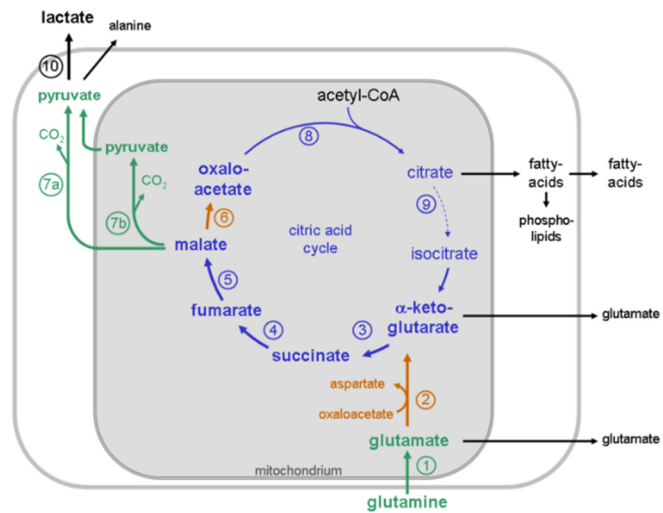 lactate
alanine
10
pyruvate
acetyl-CoA
CO2
pyruvate
8
7a
CO2
oxalo-
acetate
citrate
fatty-
acids
fatty-
acids
7b
6
9
phospho-
lipids
malate
citric acid
cycle
isocitrate
5
fumarate
α-keto-
glutarate
glutamate
4
3
succinate
aspartate
2
oxaloacetate
glutamate
glutamate
mitochondrium
1
glutamine